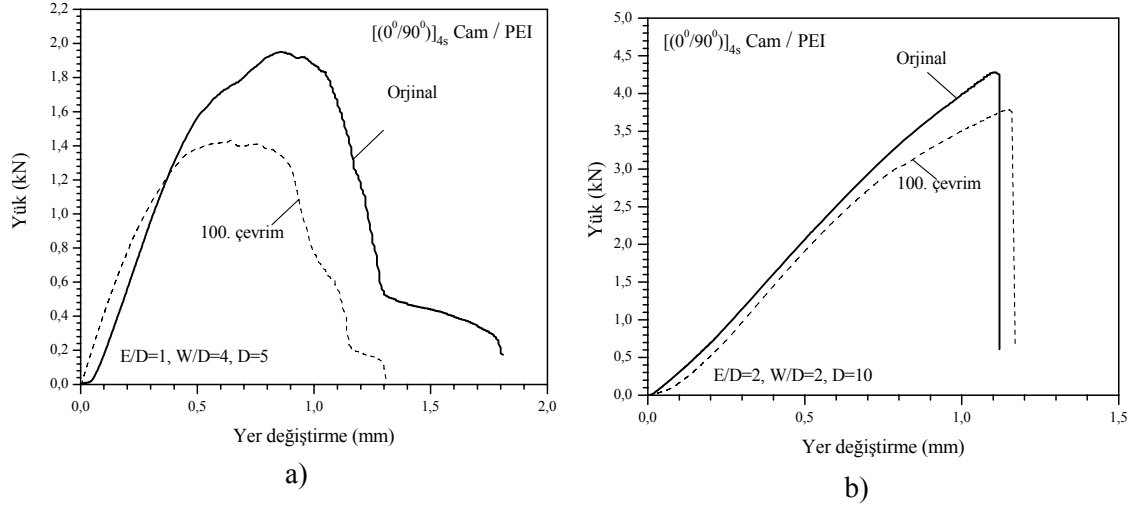 [(0⁰/90⁰)]₄ₛ Cam / PEI
Orjinal
100. çevrim
E/D=1, W/D=4, D=5
Yük (kN)
2,2
2,0
1,8
1,6
1,4
1,2
1,0
0,8
0,6
0,4
0,2
0,0
0,0 0,5 1,0 1,5 2,0
Yer değiştirme (mm)
a)
[(0⁰/90⁰)]₄ₛ Cam / PEI
Orjinal
100. çevrim
E/D=2, W/D=2, D=10
Yük (kN)
5,0
4,5
4,0
3,5
3,0
2,5
2,0
1,5
1,0
0,5
0,0
0,0 0,5 1,0 1,5
Yer değiştirme (mm)
b)